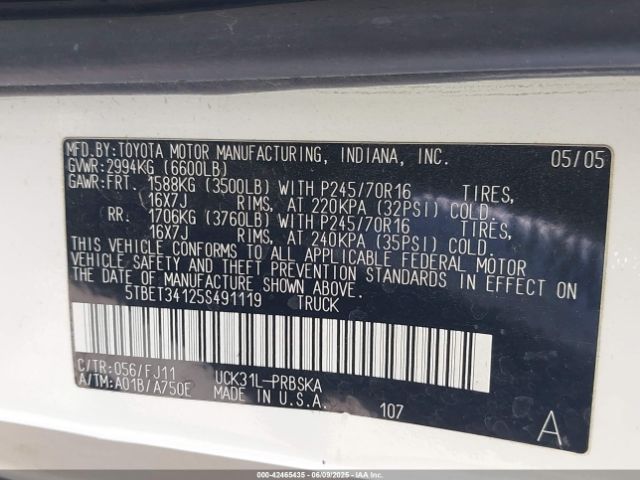 MFD.BY:TOYOTA MOTOR MANUFACTURING, INDIANA, INC. 05/05
GVWR:2994KG (6600LB)
GAWR:FRT. 1588KG (3500LB) WITH P245/70R16 TIRES,
16X7J RIMS, AT 220KPA (32PSI) COLD.
RR. 1706KG (3760LB) WITH P245/70R16 TIRES,
16X7J RIMS, AT 240KPA (35PSI) COLD.
THIS VEHICLE CONFORMS TO ALL APPLICABLE FEDERAL MOTOR
VEHICLE SAFETY AND THEFT PREVENTION STANDARDS IN EFFECT ON
THE DATE OF MANUFACTURE SHOWN ABOVE.
5TBET34125S491119 TRUCK
C/TR:056/FJ11 UCK31L-PRBSKA
A/TM:A01B/A750E MADE IN U.S.A.
107 A
000-42465435 - 06/09/2025 - IAAI.COM